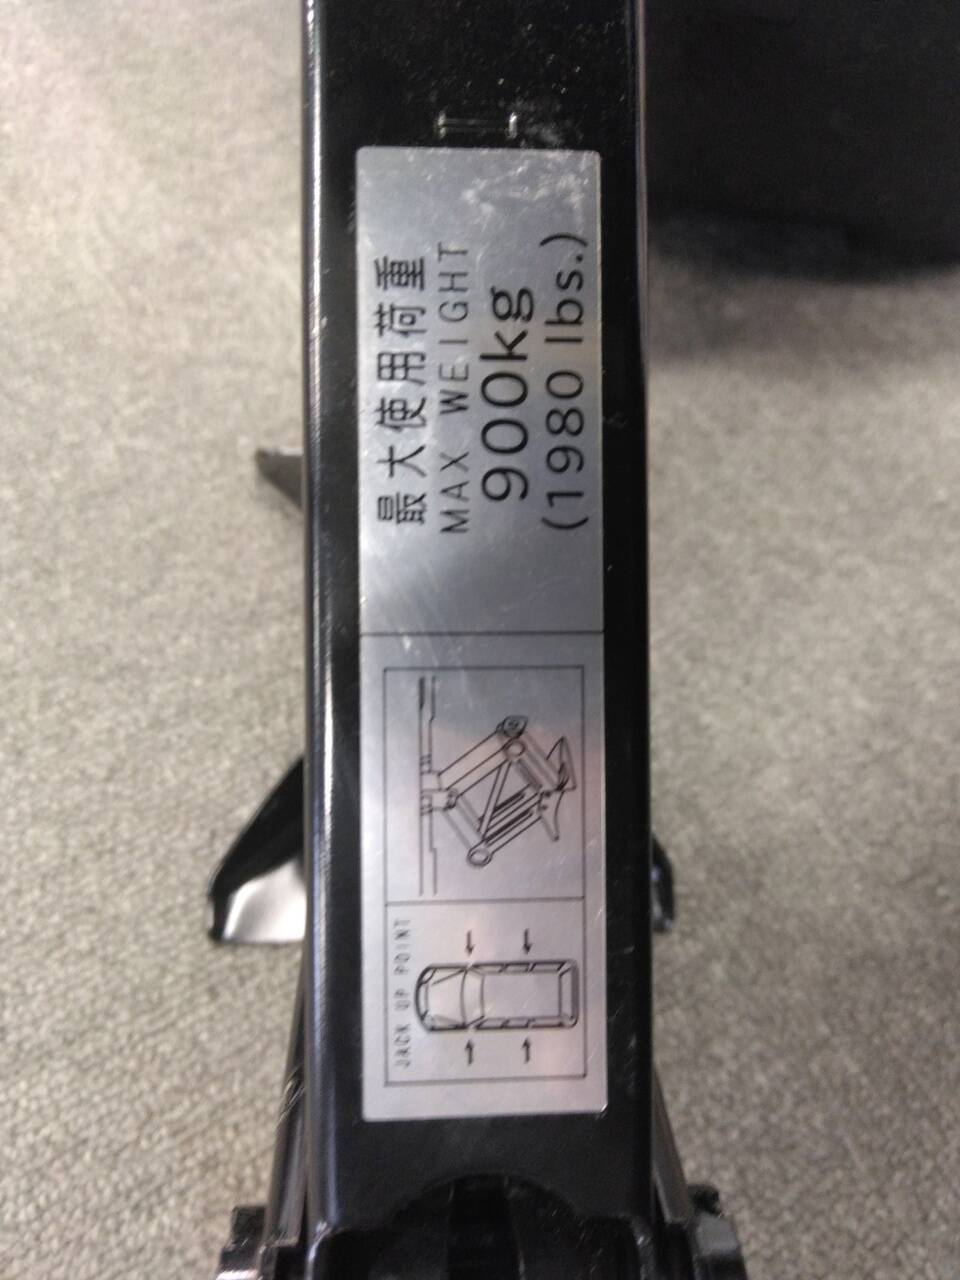 最大使用荷重
MAX WEIGHT
900kg
(1980 lbs.)
JACK UP POINT